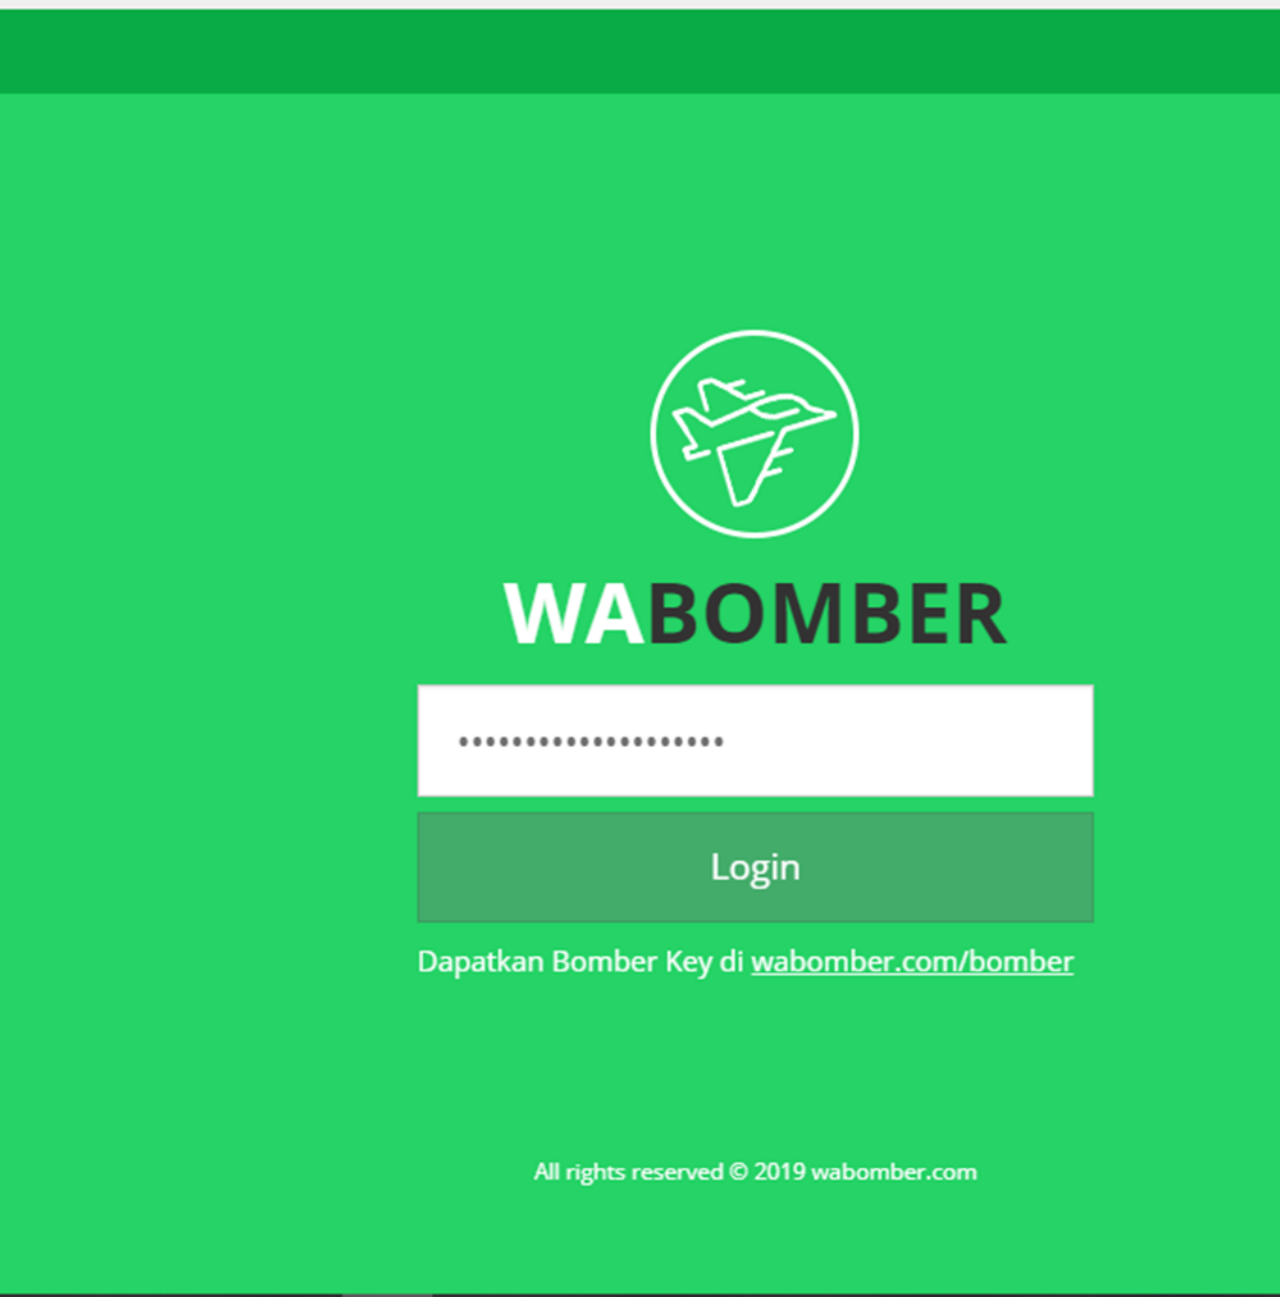 WABOMBER
••••••••••••••••••••
Login
Dapatkan Bomber Key di wabomber.com/bomber
All rights reserved © 2019 wabomber.com